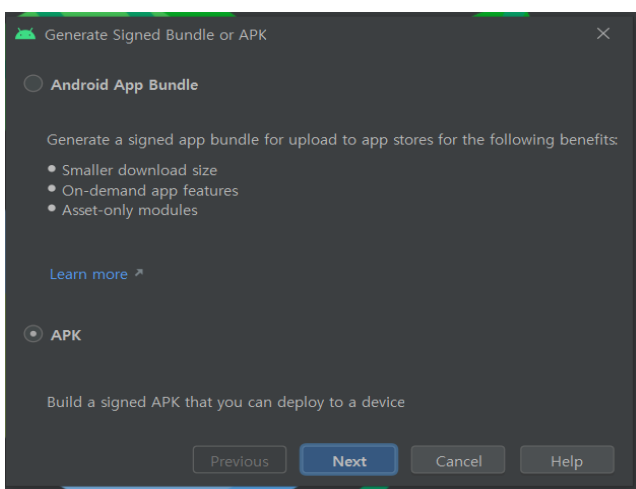 Generate Signed Bundle or APK
Android App Bundle
Generate a signed app bundle for upload to app stores for the following benefits:
Smaller download size
On-demand app features
Asset-only modules
Learn more ↗
APK
Build a signed APK that you can deploy to a device
Previous Next Cancel Help